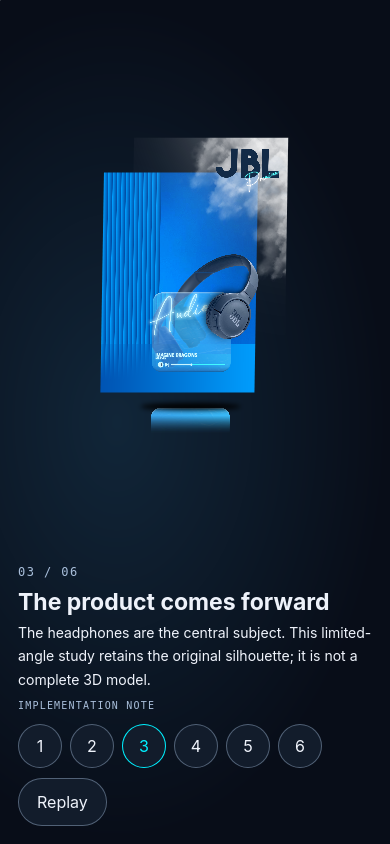 JBL
Audio
IMAGINE DRAGONS
JBL
03 / 06
The product comes forward
The headphones are the central subject. This limited-
angle study retains the original silhouette; it is not a
complete 3D model.
IMPLEMENTATION NOTE
1 2 3 4 5 6
Replay